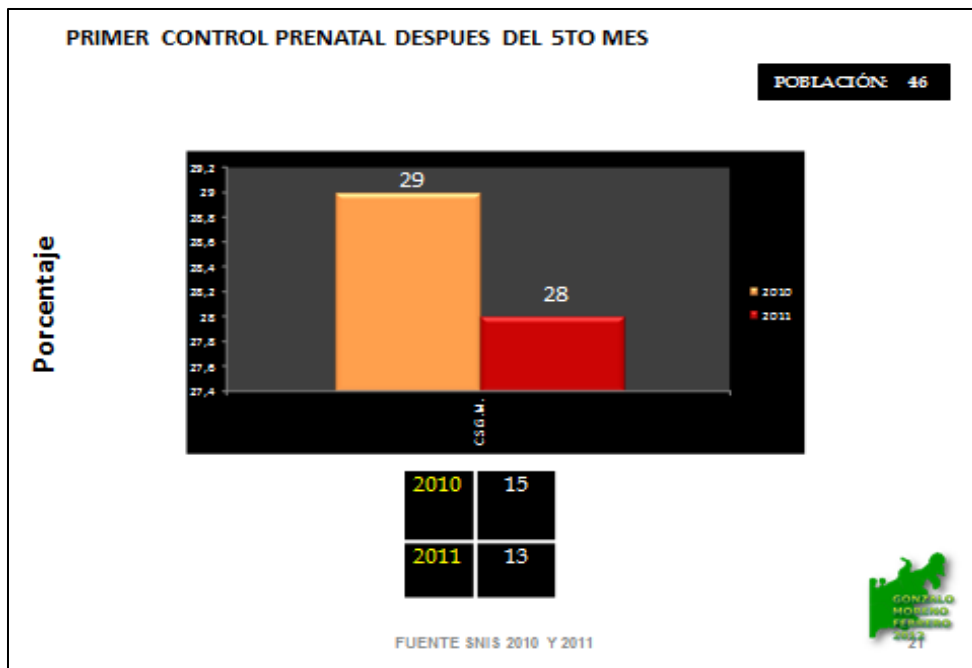 PRIMER CONTROL PRENATAL DESPUES DEL 5TO MES
POBLACIÓN: 46
Porcentaje
29,2
29
28,8
28,6
28,4
28,2
28
27,8
27,6
27,4
29
28
C S G.M.
2010
2011
2010 15
2011 13
GONZALO
MORENO
FEBRERO
2012
FUENTE SNIS 2010 Y 2011
21